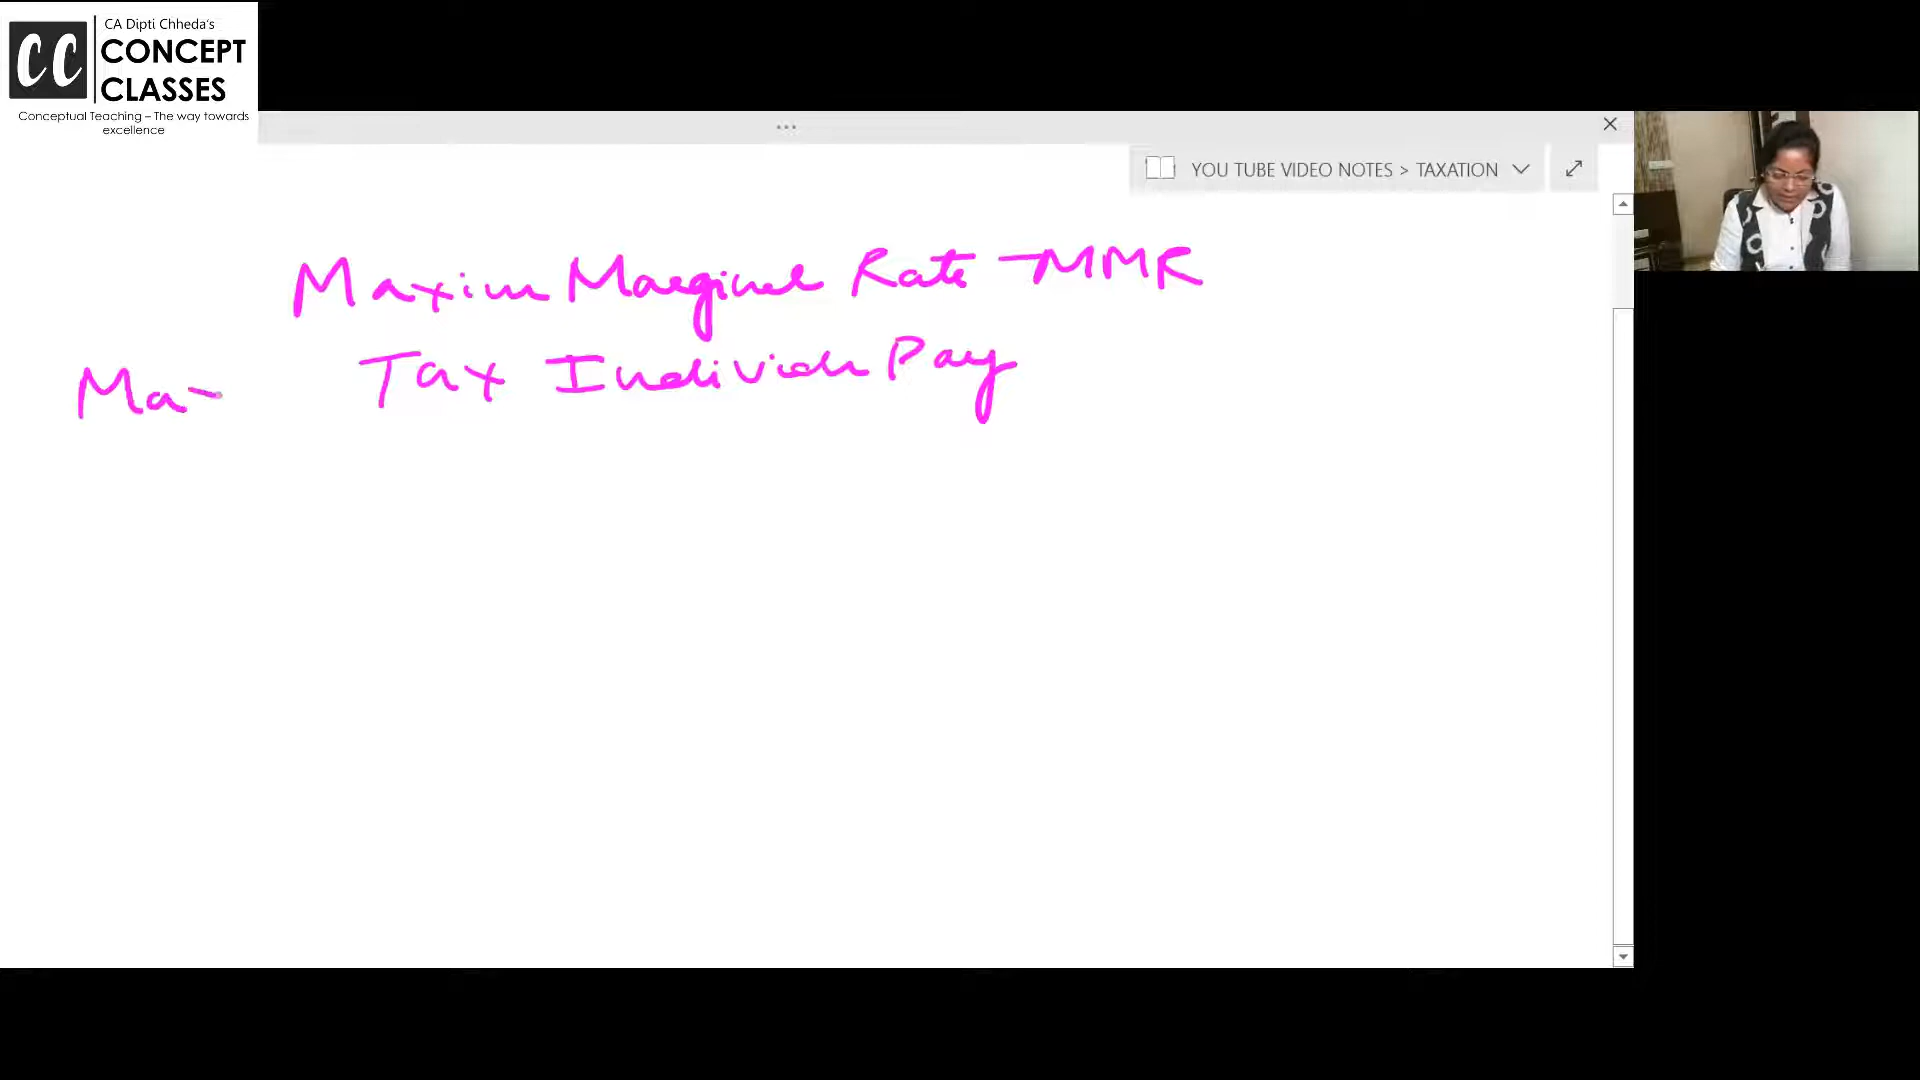 CA Dipti Chheda's
CC CONCEPT
CLASSES
Conceptual Teaching – The way towards
excellence
YOU TUBE VIDEO NOTES > TAXATION
Maxim Marginal Rate - MMR
Tax Individu Pay
Ma